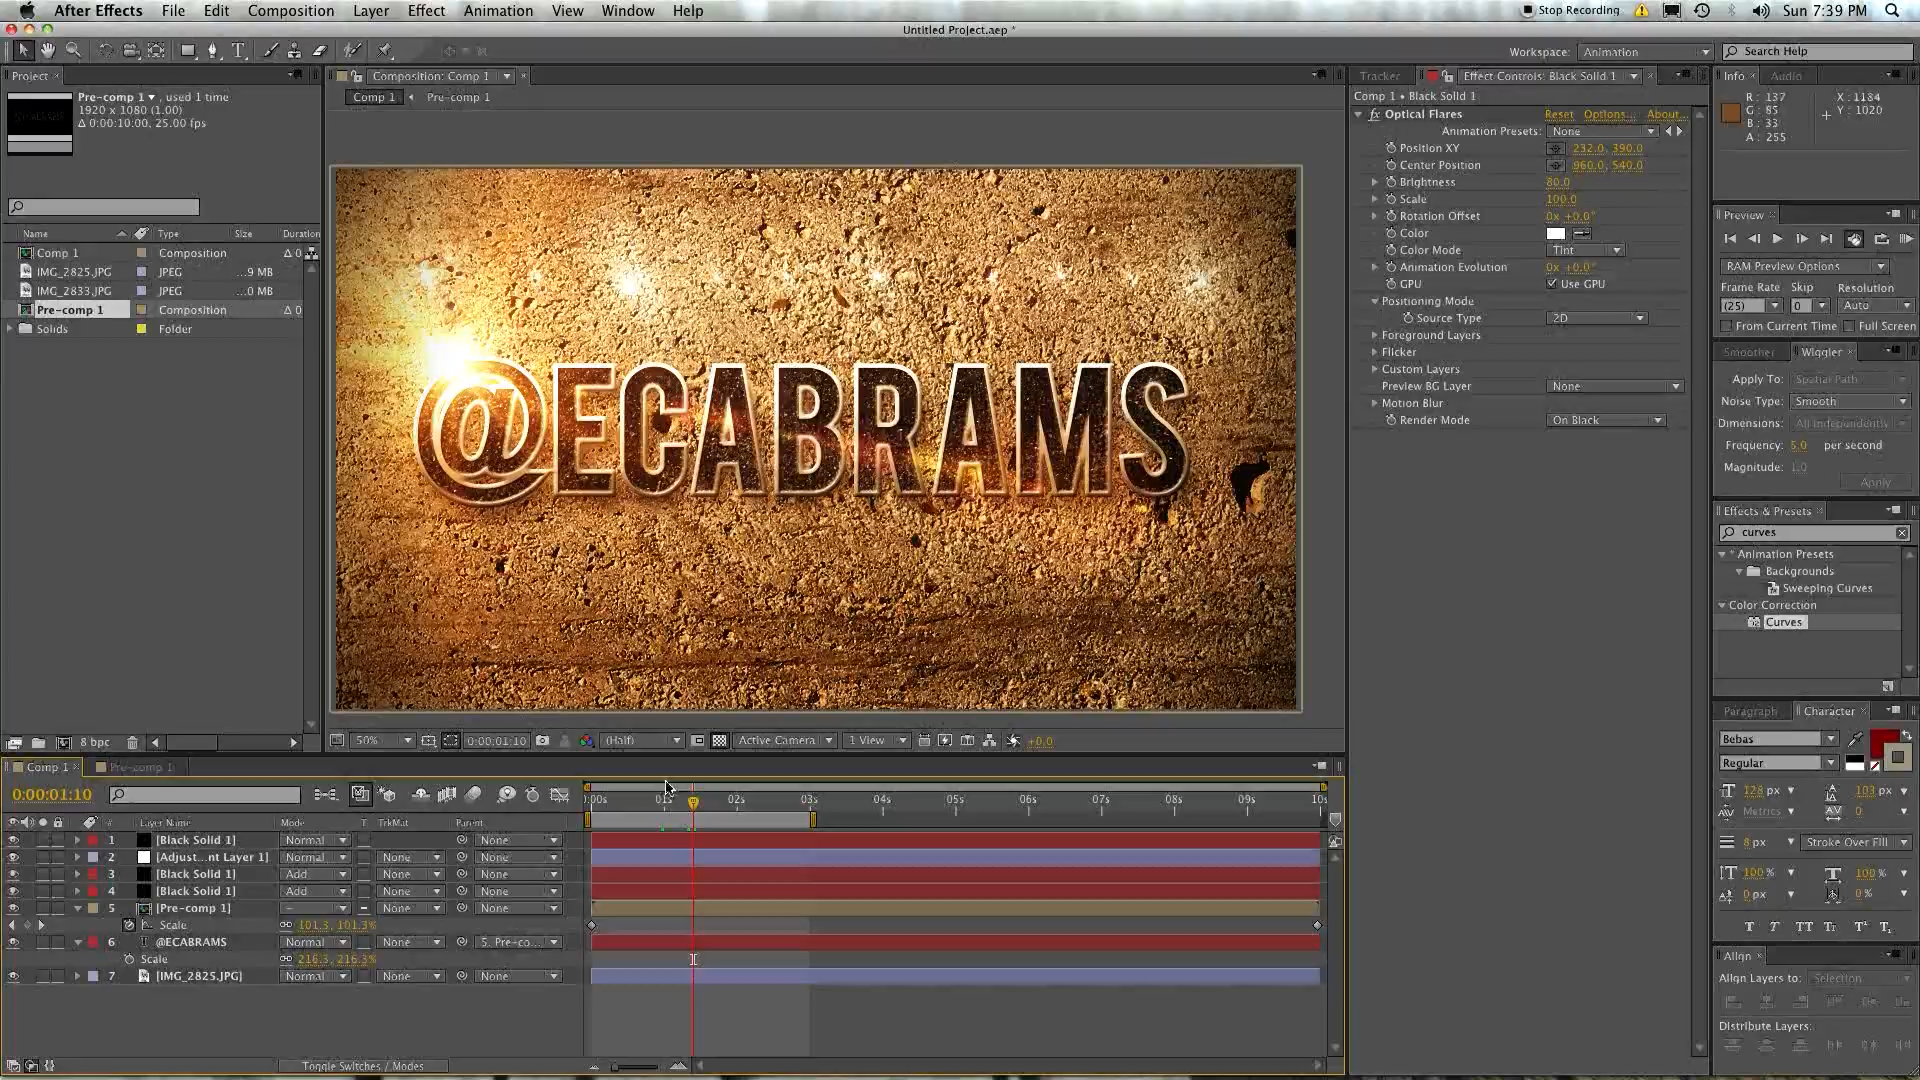 After Effects File Edit Composition Layer Effect Animation View Window Help Stop Recording Sun 7:39 PM
Untitled Project.aep *
Workspace: Animation Search Help
Project Composition: Comp 1 Tracker Effect Controls: Black Solid 1 Info Audio
Pre-comp 1 , used 1 time
1920 x 1080 (1.00)
Δ 0:00:10:00, 25.00 fps
Comp 1 Pre-comp 1
Name Type Size Duration
Comp 1 Composition Δ 0
IMG_2825.JPG JPEG ...9 MB
IMG_2833.JPG JPEG ...0 MB
Pre-comp 1 Composition Δ 0
Solids Folder
8 bpc
@ECABRAMS
50% 0:00:01:10 (Half) Active Camera 1 View +0.0
Comp 1 • Black Solid 1
fx Optical Flares Reset Options... About...
Animation Presets: None
Position XY 232.0, 390.0
Center Position 960.0, 540.0
Brightness 80.0
Scale 100.0
Rotation Offset 0x +0.0°
Color
Color Mode Tint
Animation Evolution 0x +0.0°
GPU Use GPU
Positioning Mode
Source Type 2D
Foreground Layers
Flicker
Custom Layers
Preview BG Layer None
Motion Blur
Render Mode On Black
R: 137 X: 1184
G: 85 Y: 1020
B: 33
A: 255
Preview
RAM Preview Options
Frame Rate Skip Resolution
(25) 0 Auto
From Current Time Full Screen
Smoother Wiggler
Apply To: Spatial Path
Noise Type: Smooth
Dimensions: All Independently
Frequency: 5.0 per second
Magnitude: 1.0
Apply
Effects & Presets
curves
* Animation Presets
Backgrounds
Sweeping Curves
Color Correction
Curves
Paragraph Character
Bebas
Regular
128 px 103 px
Metrics 0
8 px Stroke Over Fill
100% 100%
0 px 0%
T T TT Tt T¹ T₁
Align
Align Layers to: Selection
Distribute Layers:
Comp 1 Pre-comp 1
0:00:01:10
:00s 01s 02s 03s 04s 05s 06s 07s 08s 09s 10s
# Layer Name Mode T TrkMat Parent
1 [Black Solid 1] Normal None
2 [Adjust...nt Layer 1] Normal None None
3 [Black Solid 1] Add None None
4 [Black Solid 1] Add None None
5 [Pre-comp 1] – None None
Scale 101.3, 101.3%
6 T @ECABRAMS Normal None 5. Pre-co...
Scale 216.3, 216.3%
7 [IMG_2825.JPG] Normal None None
Toggle Switches / Modes